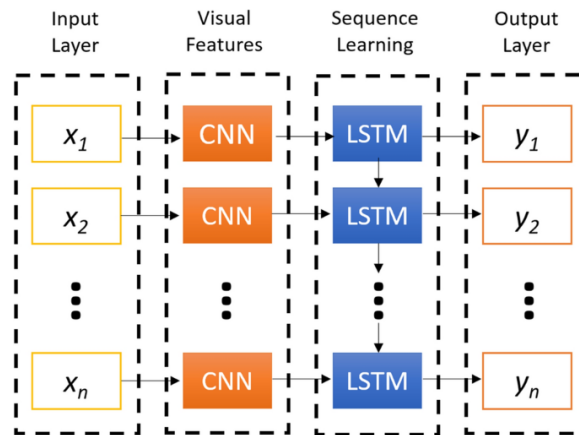 Input
Layer
Visual
Features
Sequence
Learning
Output
Layer
x1 CNN LSTM y1
x2 CNN LSTM y2
xn CNN LSTM yn